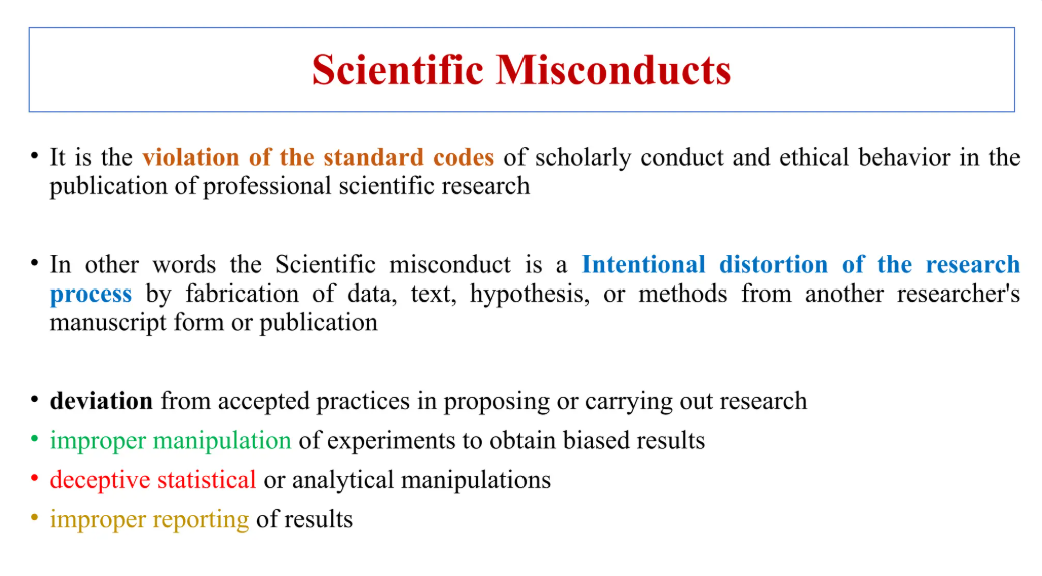 Scientific Misconducts
• It is the violation of the standard codes of scholarly conduct and ethical behavior in the
publication of professional scientific research
• In other words the Scientific misconduct is a Intentional distortion of the research
process by fabrication of data, text, hypothesis, or methods from another researcher's
manuscript form or publication
• deviation from accepted practices in proposing or carrying out research
• improper manipulation of experiments to obtain biased results
• deceptive statistical or analytical manipulations
• improper reporting of results